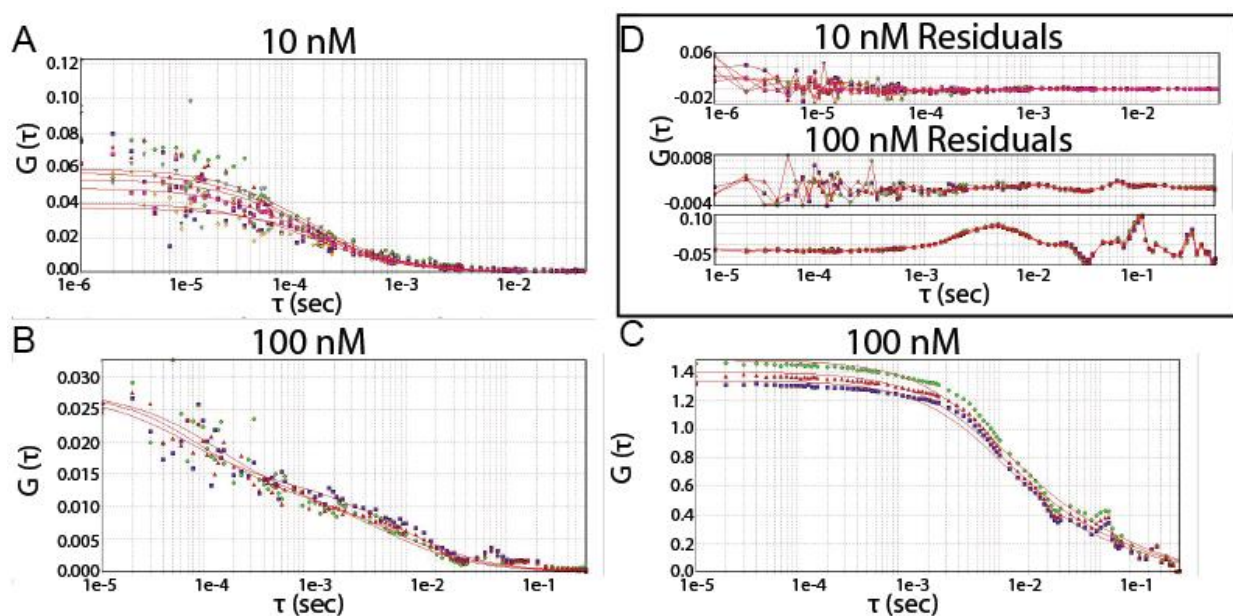 A
10 nM
0.12
0.10
0.08
0.06
0.04
0.02
0.00
G (τ)
1e-6
1e-5
1e-4
1e-3
1e-2
τ (sec)
D
10 nM Residuals
0.06
-0.02
1e-6
1e-5
1e-4
1e-3
1e-2
G (τ)
100 nM Residuals
0.008
-0.004
0.10
-0.05
1e-5
1e-4
1e-3
1e-2
1e-1
τ (sec)
B
100 nM
0.030
0.025
0.020
0.015
0.010
0.005
0.000
G (τ)
1e-5
1e-4
1e-3
1e-2
1e-1
τ (sec)
C
100 nM
1.4
1.2
1.0
0.8
0.6
0.4
0.2
0.0
G (τ)
1e-5
1e-4
1e-3
1e-2
1e-1
τ (sec)